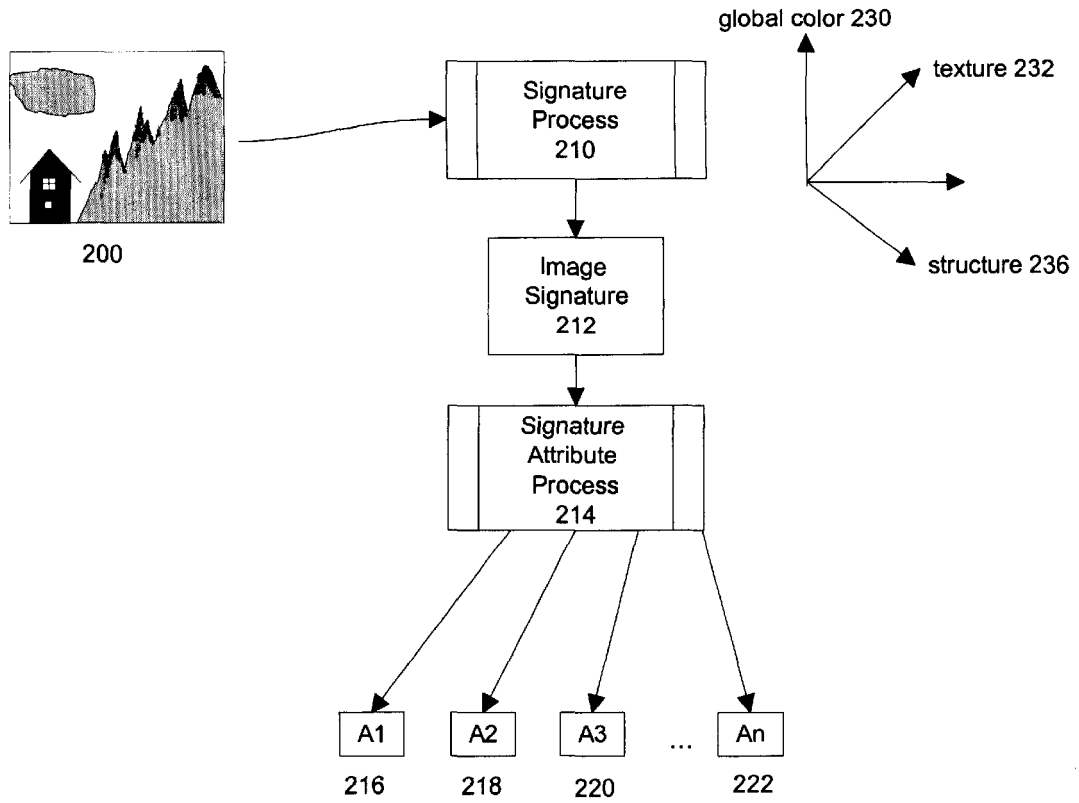 global color 230
texture 232
structure 236
200
Signature
Process
210
Image
Signature
212
Signature
Attribute
Process
214
A1
A2
A3
...
An
216
218
220
222